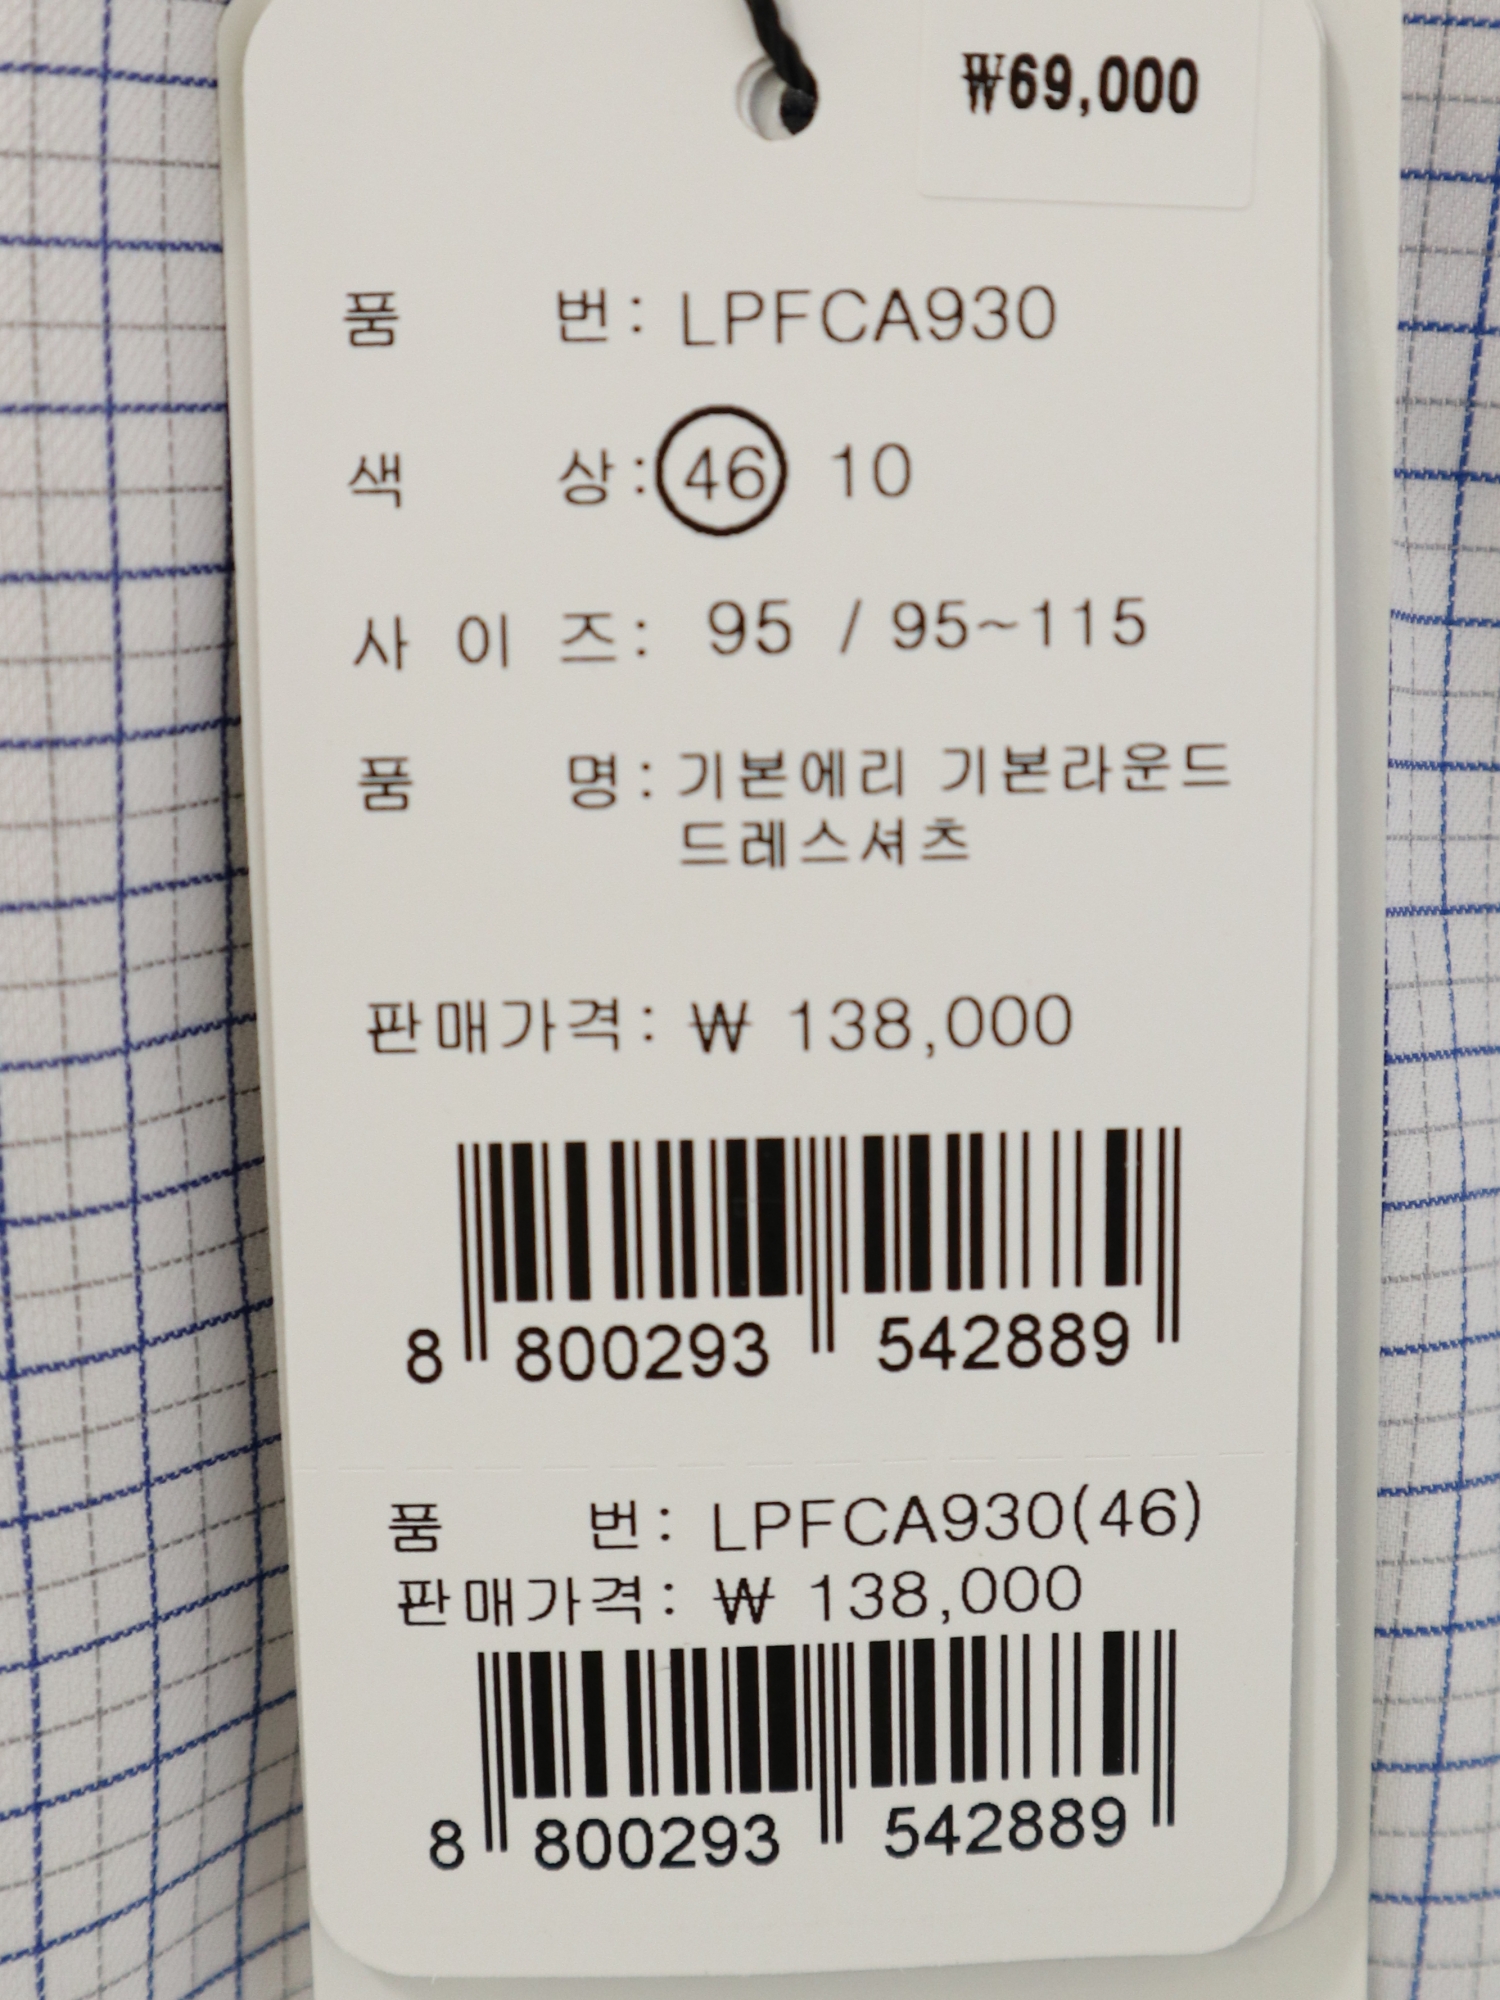 ₩69,000
품 번: LPFCA930
색 상: 46 10
사 이 즈: 95 / 95~115
품 명: 기본에리 기본라운드
드레스셔츠
판매가격: ₩ 138,000
8 800293 542889
품 번: LPFCA930(46)
판매가격: ₩ 138,000
8 800293 542889